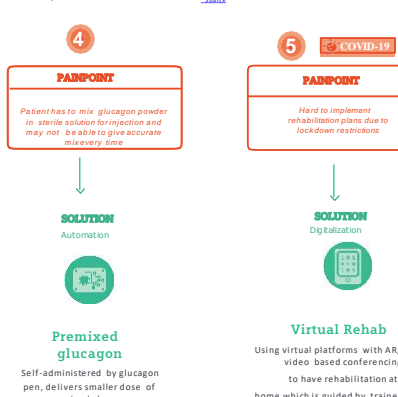 Source
4
PAINPOINT
Patient has to mix glucagon powder
in sterile solution for injection and
may not be able to give accurate
mix every time
SOLUTION
Automation
Premixed
glucagon
Self-administered by glucagon
pen, delivers smaller dose of
5
COVID-19
PAINPOINT
Hard to implement
rehabilitation plans due to
lockdown restrictions
SOLUTION
Digitalization
Virtual Rehab
Using virtual platforms with AR,
video based conferencin
to have rehabilitation at
home which is guided by traine